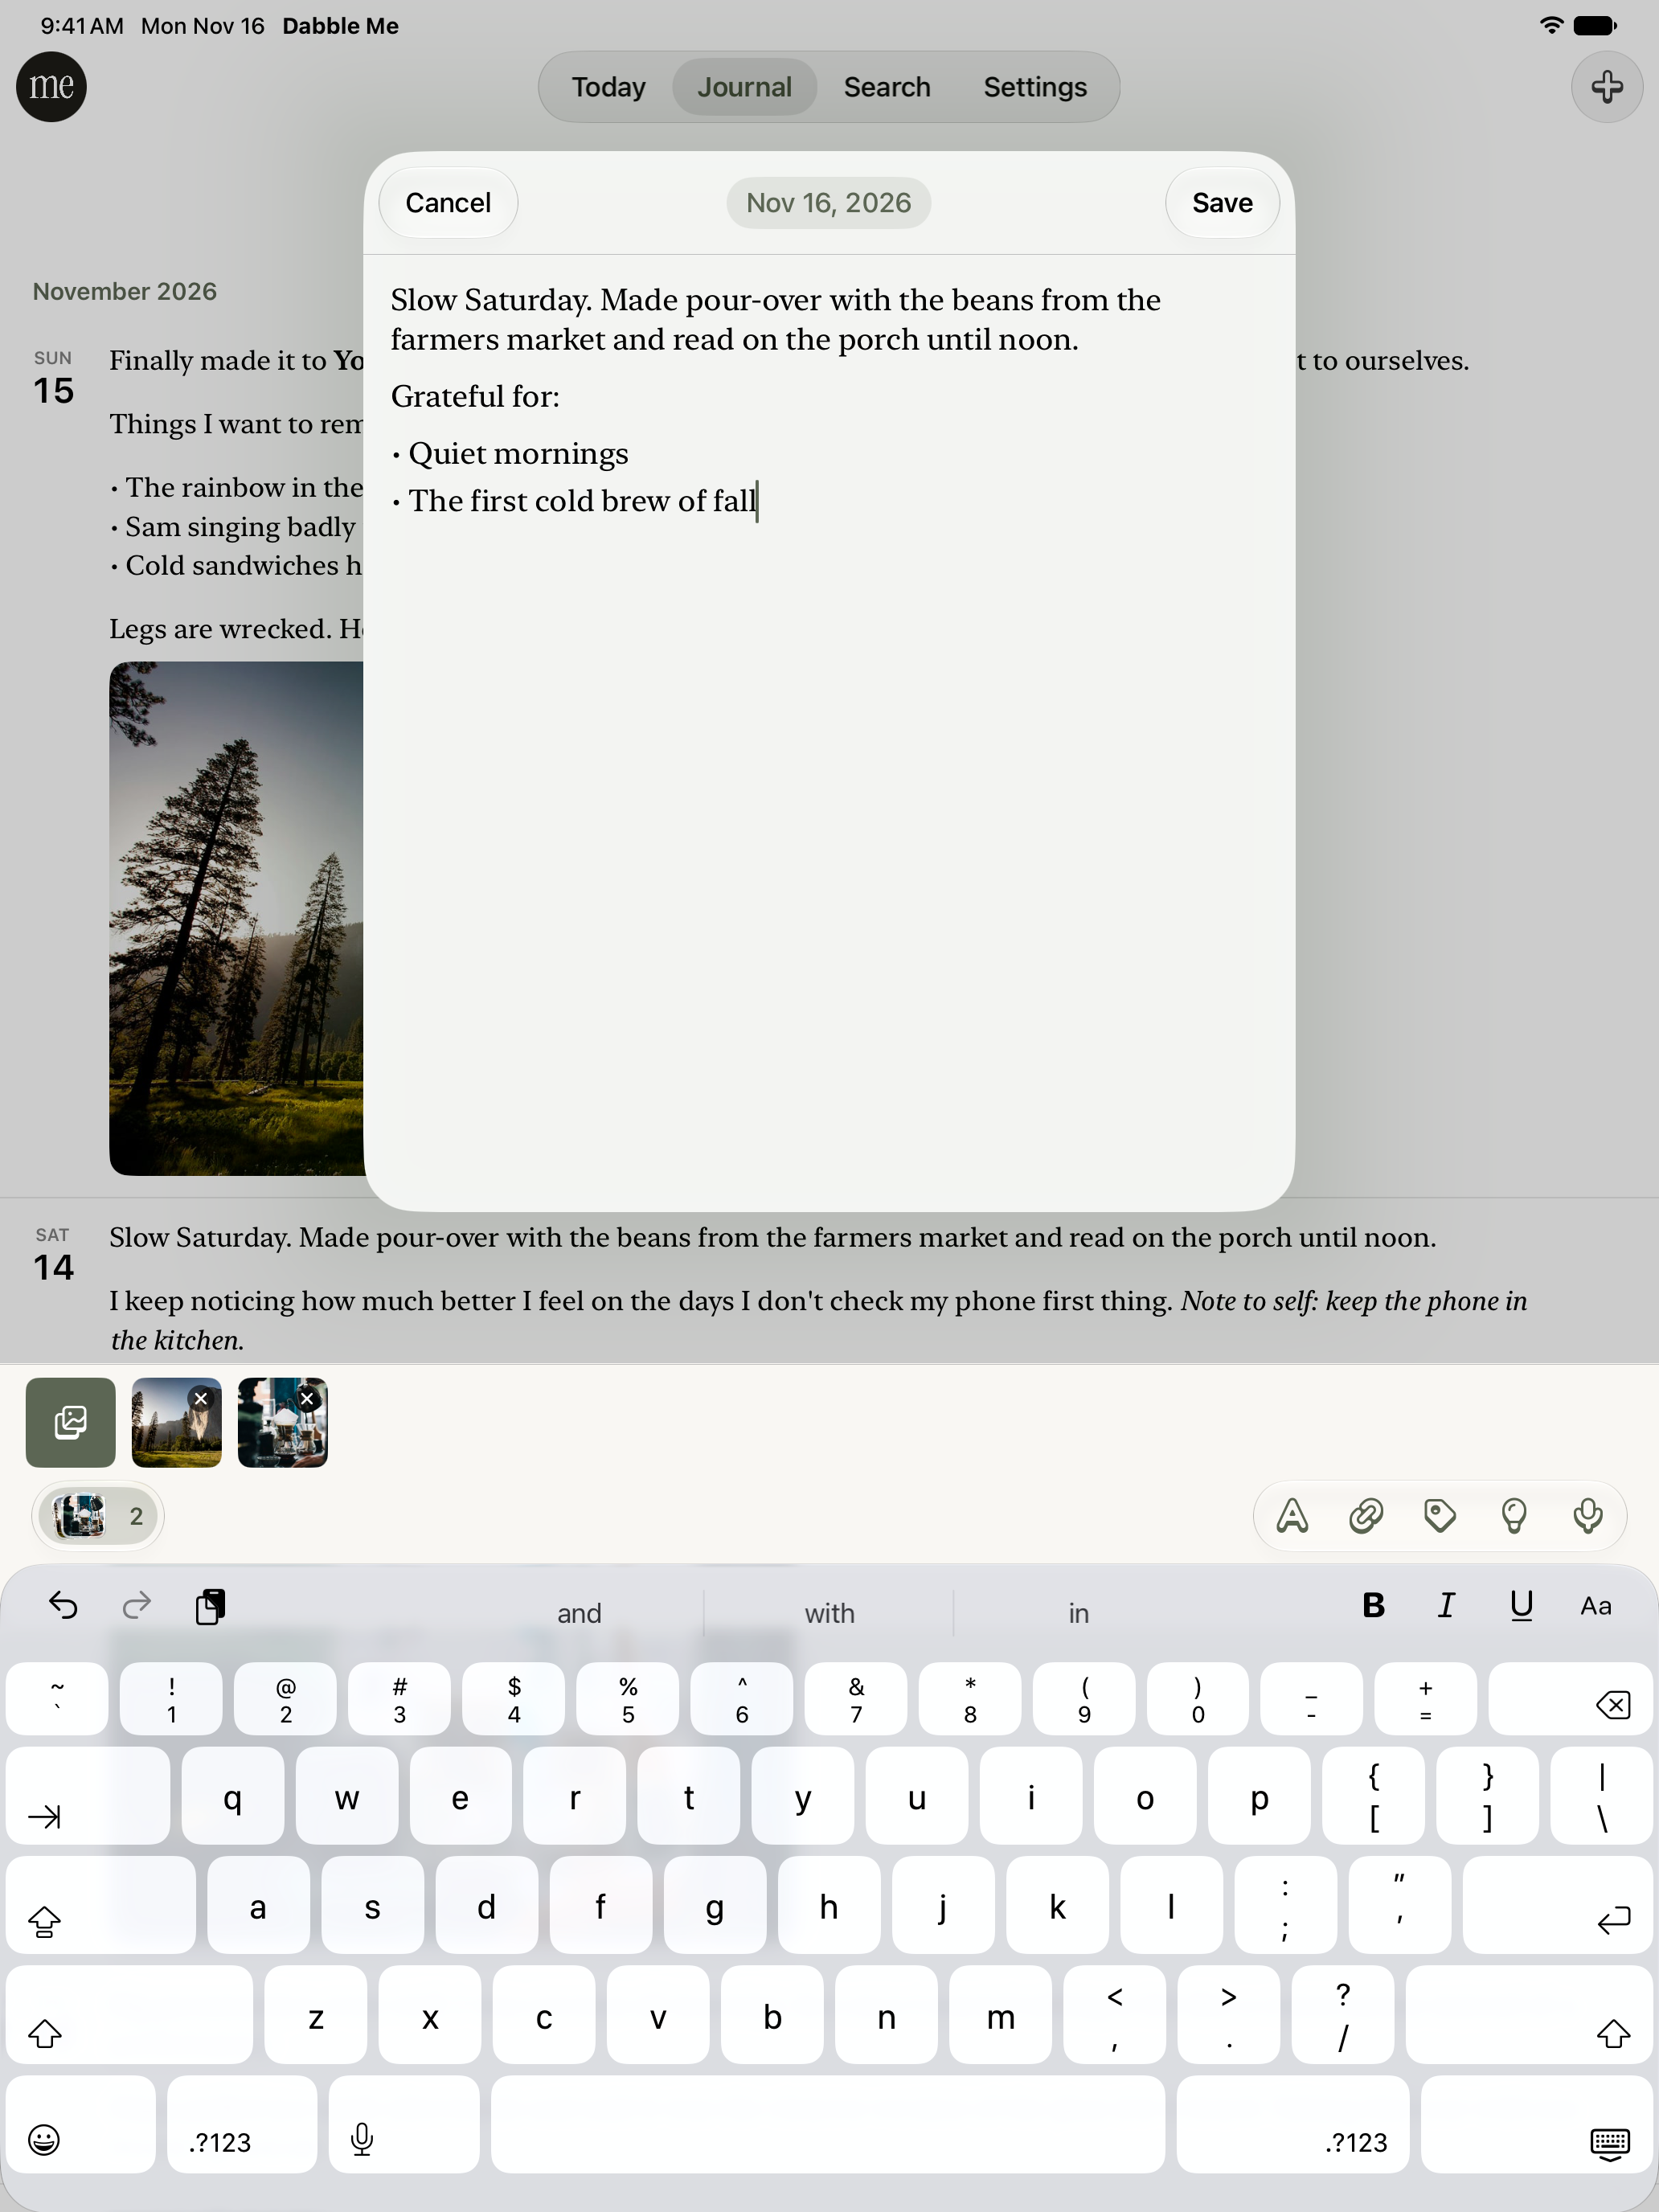 9:41 AM Mon Nov 16 Dabble Me
me
Today Journal Search Settings
Cancel Nov 16, 2026 Save
Slow Saturday. Made pour-over with the beans from the
farmers market and read on the porch until noon.
Grateful for:
• Quiet mornings
• The first cold brew of fall
November 2026
SUN
15
Finally made it to Yo
t to ourselves.
Things I want to rem
• The rainbow in the
• Sam singing badly
• Cold sandwiches h
Legs are wrecked. H
SAT
14
Slow Saturday. Made pour-over with the beans from the farmers market and read on the porch until noon.
I keep noticing how much better I feel on the days I don't check my phone first thing. Note to self: keep the phone in
the kitchen.
2
and with in
B I U Aa
~ ! @ # $ % ^ & * ( ) _ +
` 1 2 3 4 5 6 7 8 9 0 - =
q w e r t y u i o p { } |
[ ] \
a s d f g h j k l : "
; '
z x c v b n m < > ?
, . /
.?123 .?123